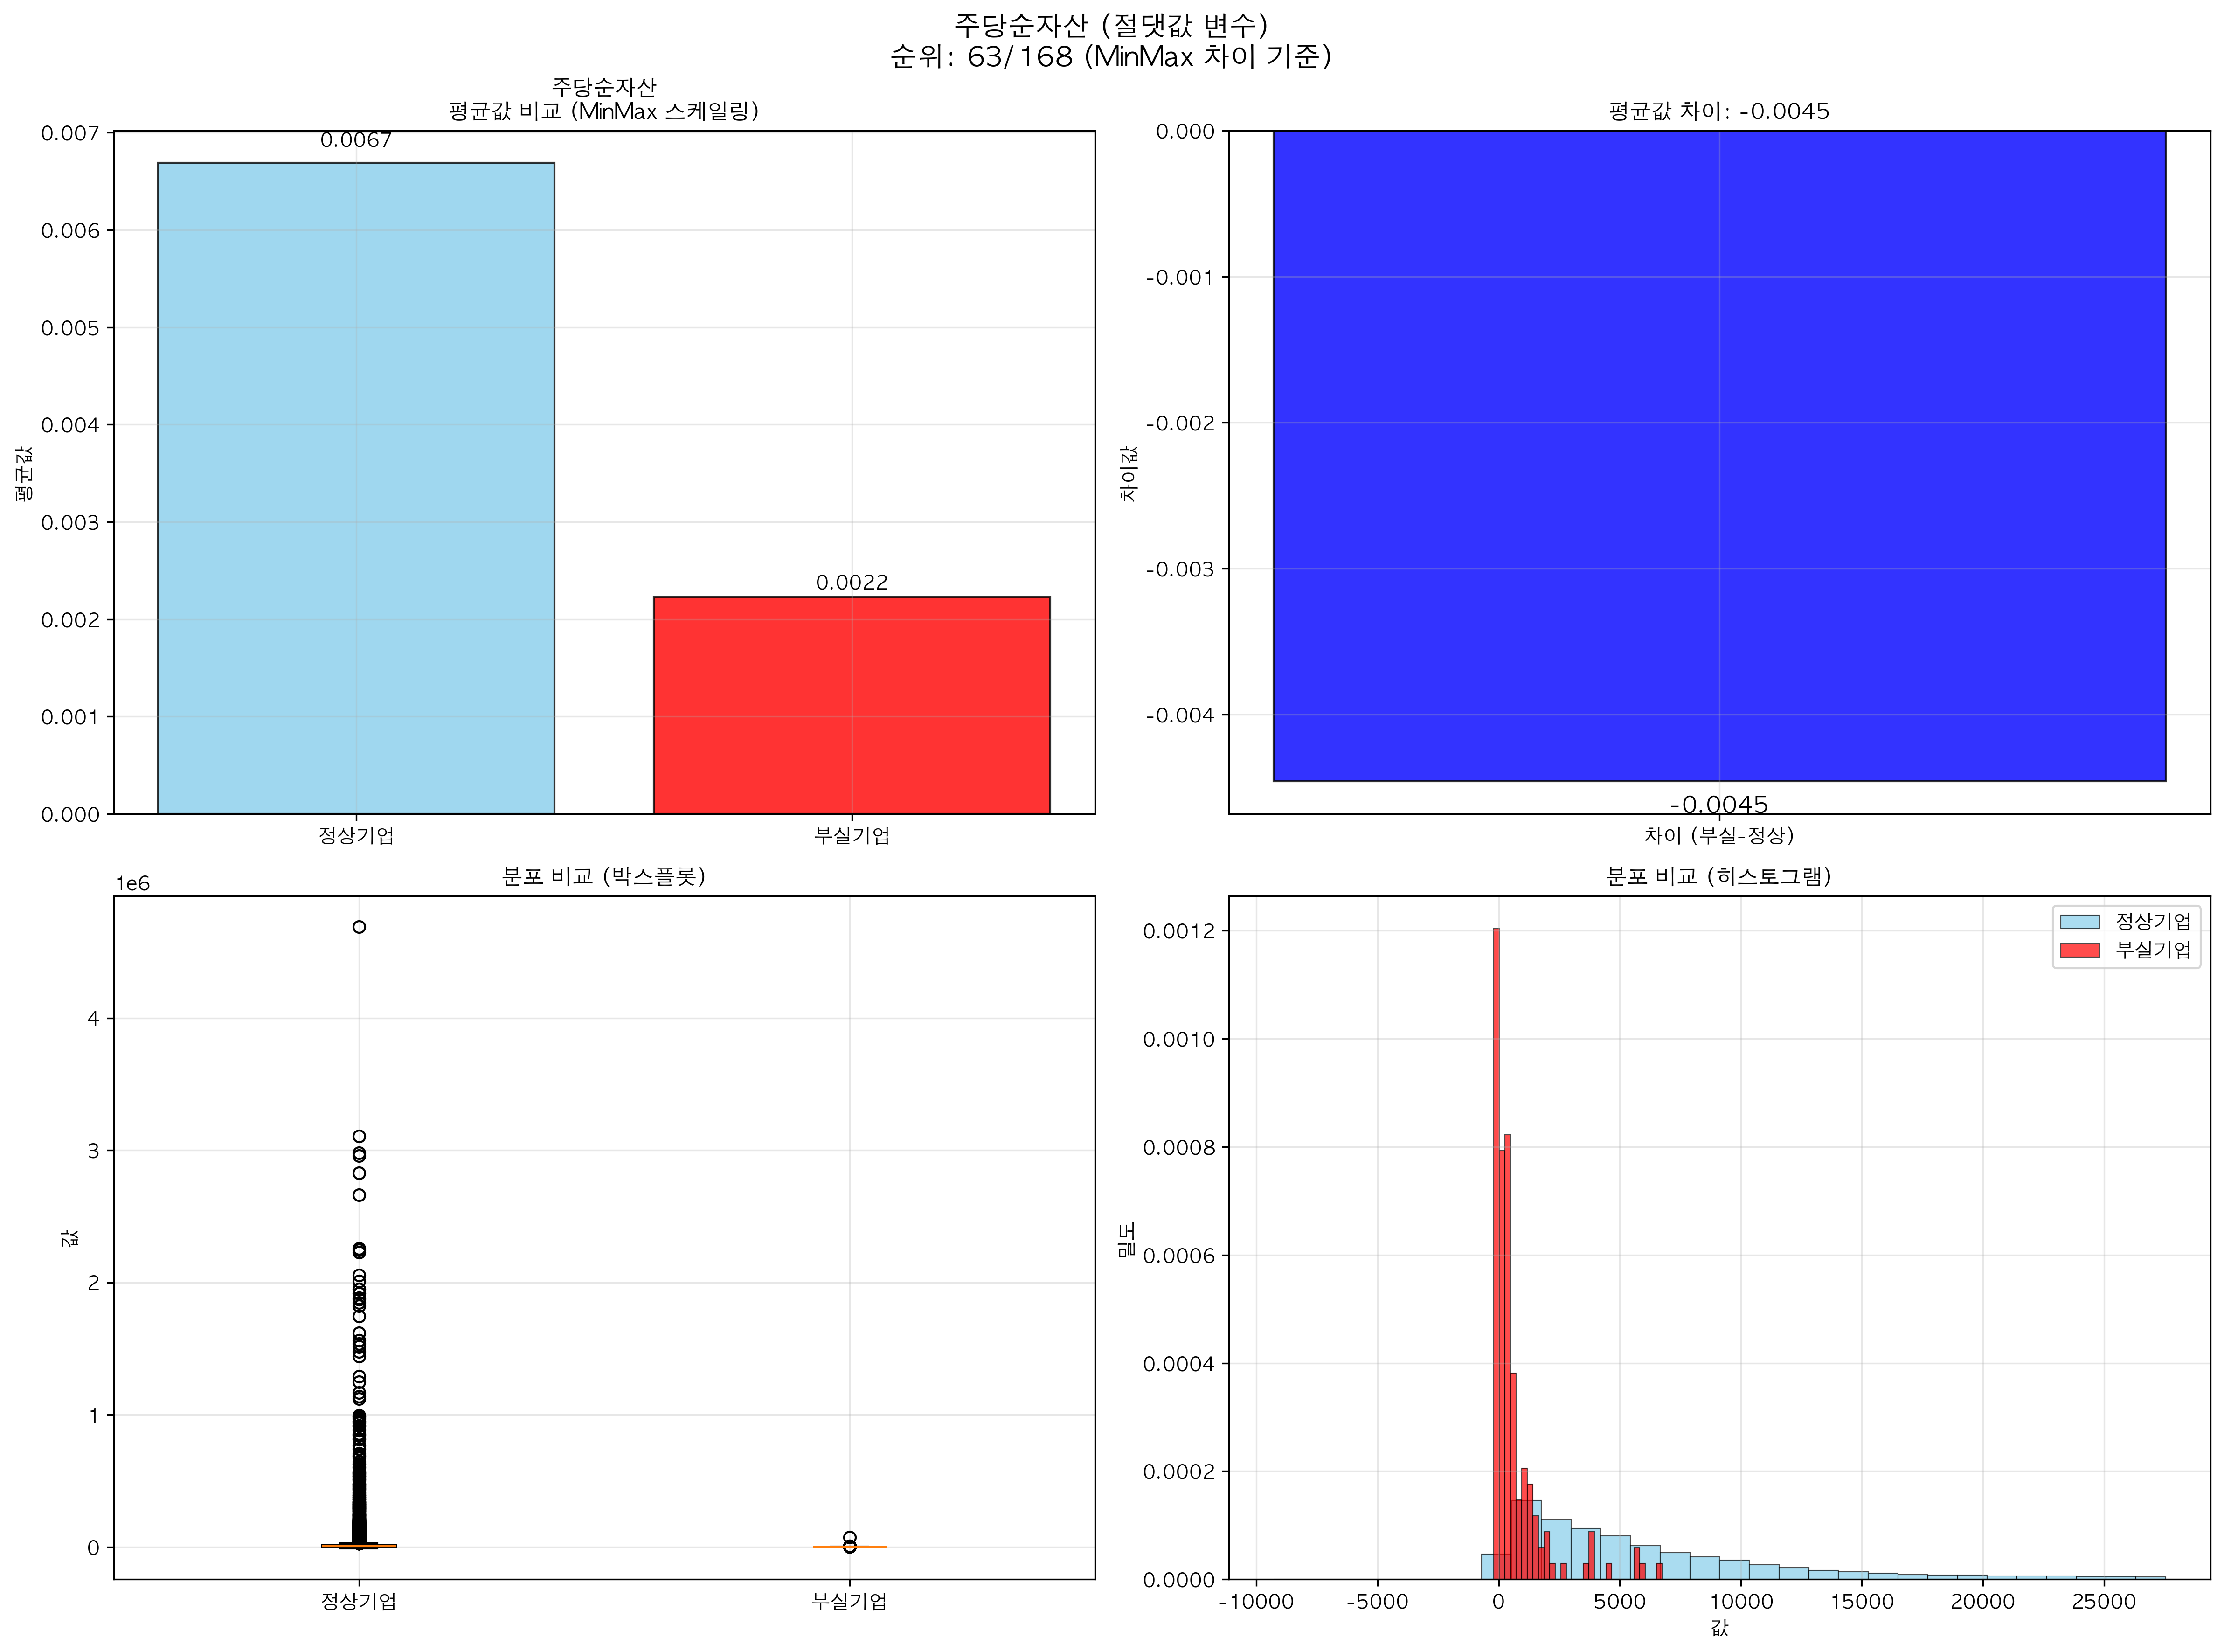 주당순자산 (절댓값 변수)
순위: 63/168 (MinMax 차이 기준)
주당순자산
평균값 비교 (MinMax 스케일링)
평균값
0.007
0.006
0.005
0.004
0.003
0.002
0.001
0.000
0.0067
0.0022
정상기업
부실기업
평균값 차이: -0.0045
차이값
0.000
-0.001
-0.002
-0.003
-0.004
-0.0045
차이 (부실-정상)
분포 비교 (박스플롯)
1e6
값
4
3
2
1
0
정상기업
부실기업
분포 비교 (히스토그램)
정상기업
부실기업
밀도
0.0012
0.0010
0.0008
0.0006
0.0004
0.0002
0.0000
-10000
-5000
0
5000
10000
15000
20000
25000
값